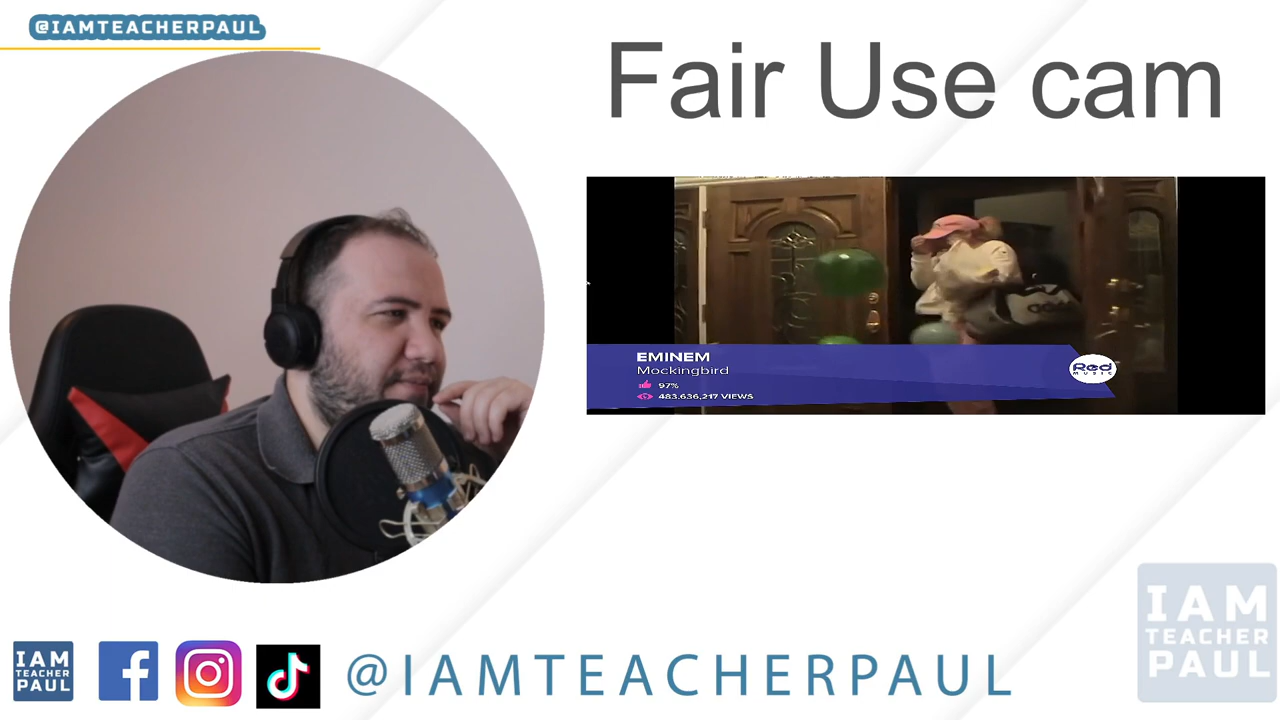 @IAMTEACHERPAUL
Fair Use cam
EMINEM
Mockingbird
97%
483,636,217 VIEWS
Red
MUSIC
IAM
TEACHER
PAUL
IAM
TEACHER
PAUL
@IAMTEACHERPAUL